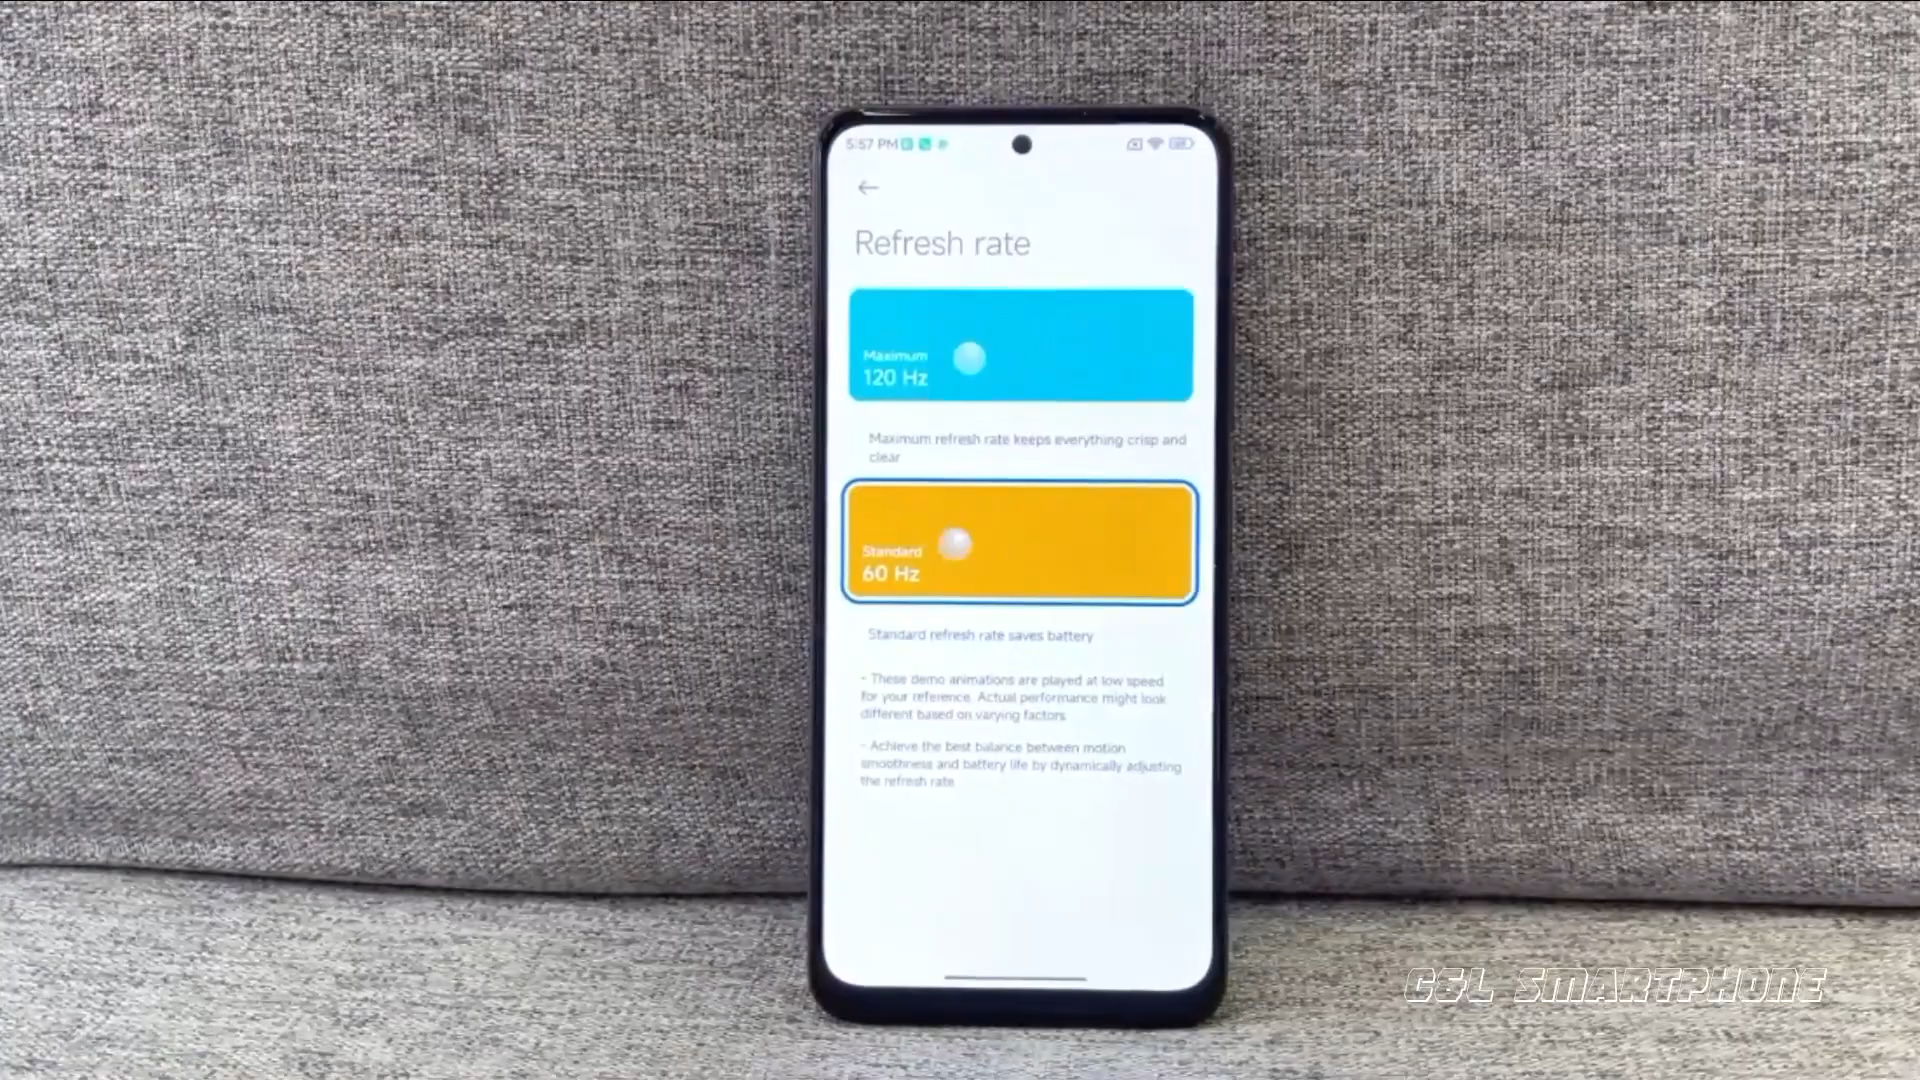 5:57 PM
Refresh rate
Maximum
120 Hz
Maximum refresh rate keeps everything crisp and
clear
Standard
60 Hz
Standard refresh rate saves battery
- These demo animations are played at low speed
for your reference. Actual performance might look
different based on varying factors.
- Achieve the best balance between motion
smoothness and battery life by dynamically adjusting
the refresh rate
C&L SMARTPHONE